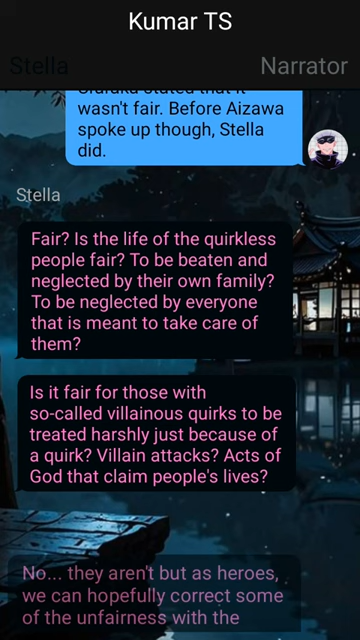 Kumar TS
Stella
Narrator
Uraraka stated that it
wasn't fair. Before Aizawa
spoke up though, Stella
did.
Stella
Fair? Is the life of the quirkless
people fair? To be beaten and
neglected by their own family?
To be neglected by everyone
that is meant to take care of
them?
Is it fair for those with
so-called villainous quirks to be
treated harshly just because of
a quirk? Villain attacks? Acts of
God that claim people's lives?
No... they aren't but as heroes,
we can hopefully correct some
of the unfairness with the